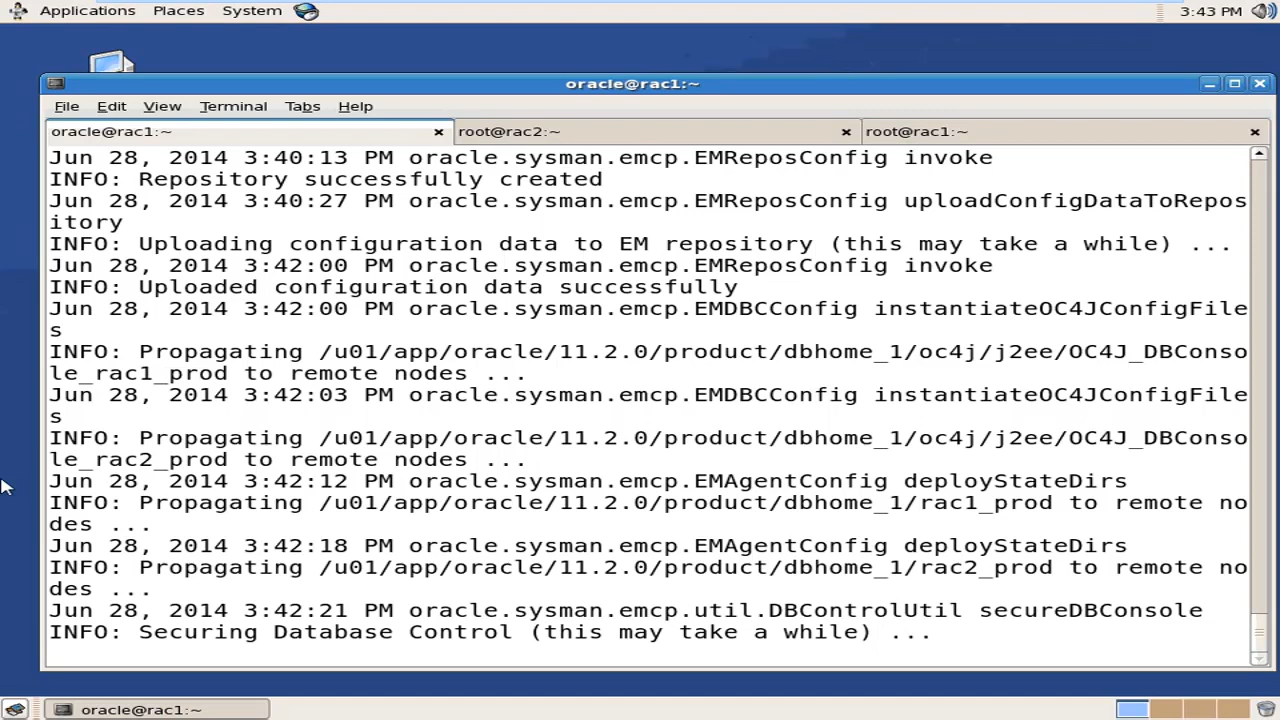 Applications Places System 3:43 PM
oracle@rac1:~
File Edit View Terminal Tabs Help
oracle@rac1:~ root@rac2:~ root@rac1:~
Jun 28, 2014 3:40:13 PM oracle.sysman.emcp.EMReposConfig invoke
INFO: Repository successfully created
Jun 28, 2014 3:40:27 PM oracle.sysman.emcp.EMReposConfig uploadConfigDataToRepos
itory
INFO: Uploading configuration data to EM repository (this may take a while) ...
Jun 28, 2014 3:42:00 PM oracle.sysman.emcp.EMReposConfig invoke
INFO: Uploaded configuration data successfully
Jun 28, 2014 3:42:00 PM oracle.sysman.emcp.EMDBCConfig instantiateOC4JConfigFile
s
INFO: Propagating /u01/app/oracle/11.2.0/product/dbhome_1/oc4j/j2ee/OC4J_DBConso
le_rac1_prod to remote nodes ...
Jun 28, 2014 3:42:03 PM oracle.sysman.emcp.EMDBCConfig instantiateOC4JConfigFile
s
INFO: Propagating /u01/app/oracle/11.2.0/product/dbhome_1/oc4j/j2ee/OC4J_DBConso
le_rac2_prod to remote nodes ...
Jun 28, 2014 3:42:12 PM oracle.sysman.emcp.EMAgentConfig deployStateDirs
INFO: Propagating /u01/app/oracle/11.2.0/product/dbhome_1/rac1_prod to remote no
des ...
Jun 28, 2014 3:42:18 PM oracle.sysman.emcp.EMAgentConfig deployStateDirs
INFO: Propagating /u01/app/oracle/11.2.0/product/dbhome_1/rac2_prod to remote no
des ...
Jun 28, 2014 3:42:21 PM oracle.sysman.emcp.util.DBControlUtil secureDBConsole
INFO: Securing Database Control (this may take a while) ...
oracle@rac1:~